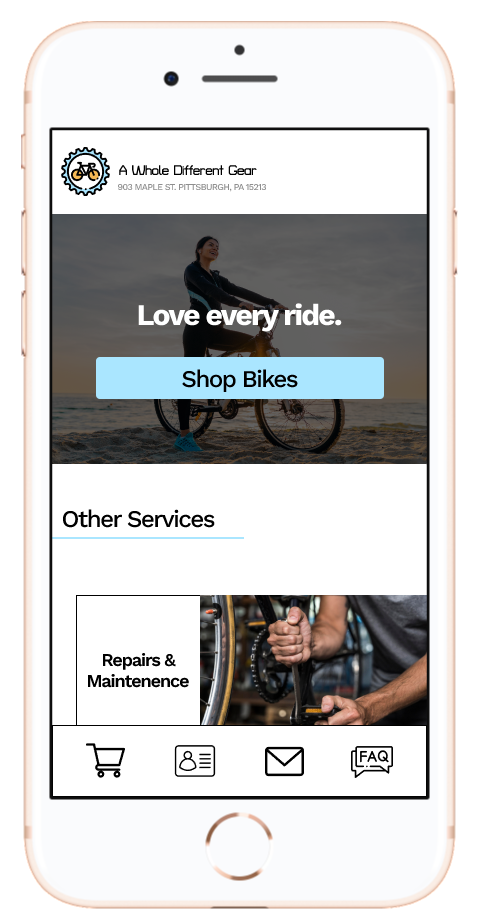 A Whole Different Gear
903 MAPLE ST. PITTSBURGH, PA 15213
Love every ride.
Shop Bikes
Other Services
Repairs &
Maintenence
FAQ